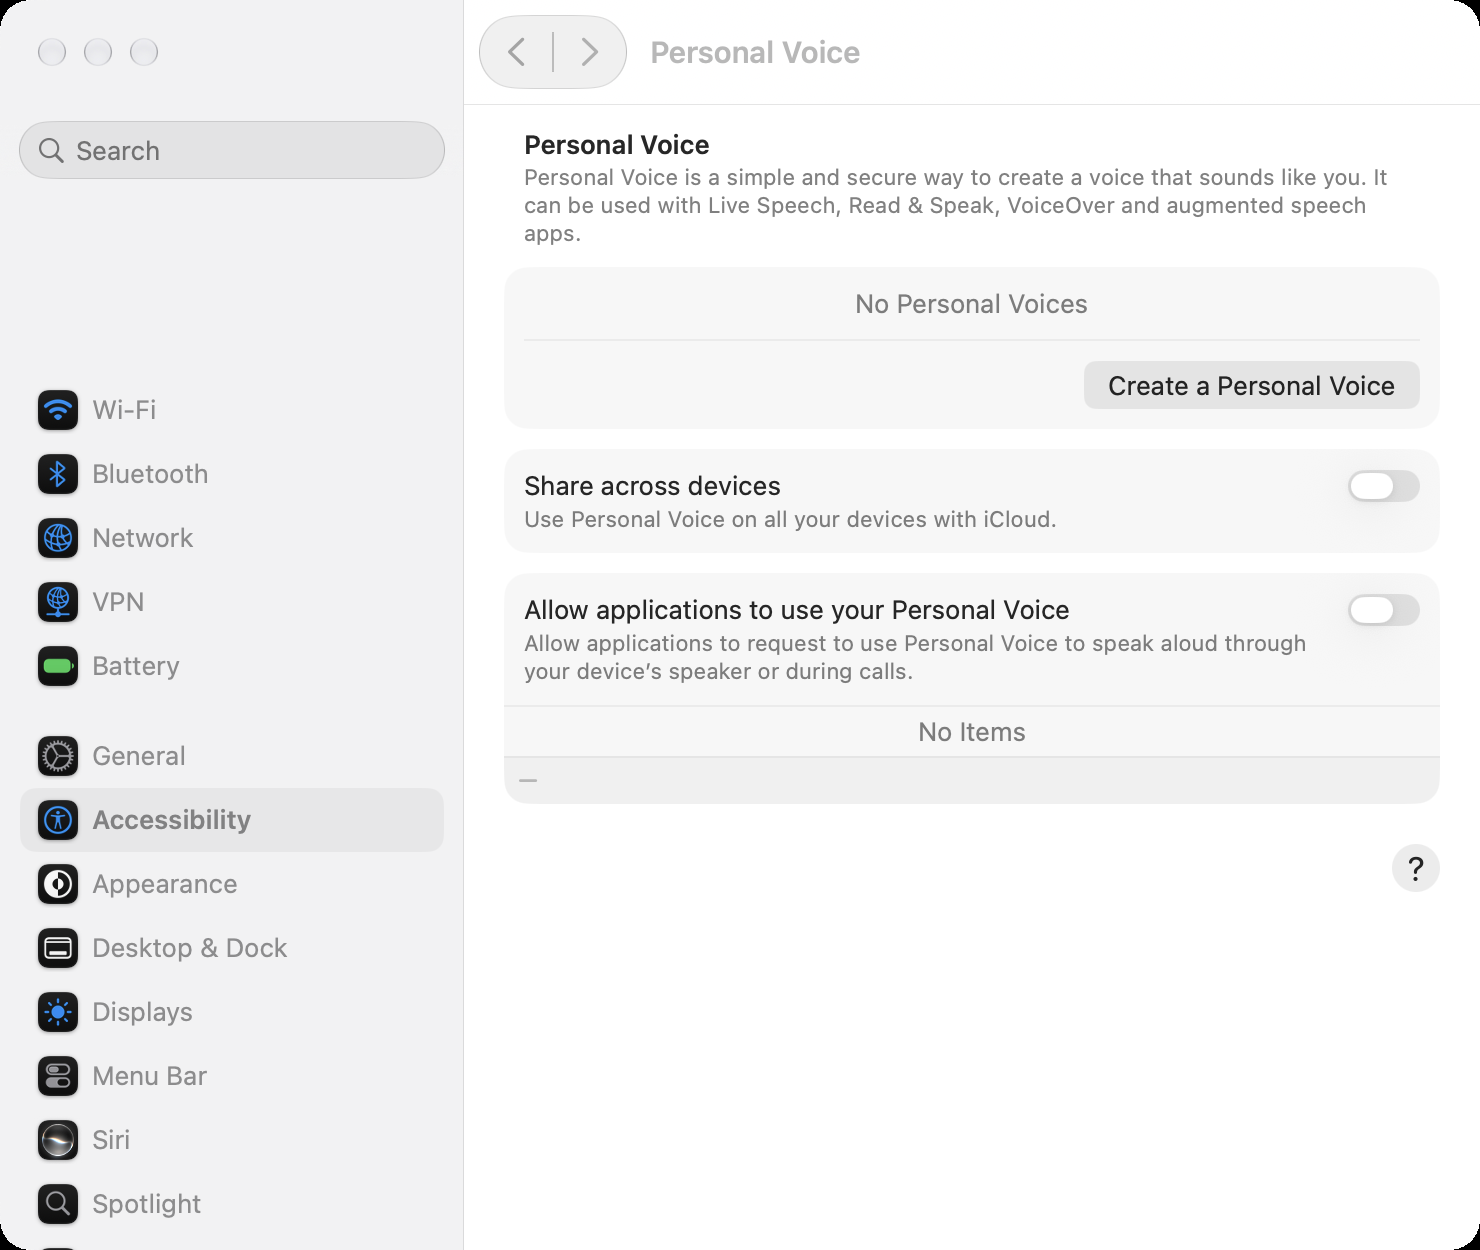 Search
Wi-Fi
Bluetooth
Network
VPN
Battery
General
Accessibility
Appearance
Desktop & Dock
Displays
Menu Bar
Siri
Spotlight
Personal Voice
Personal Voice
Personal Voice is a simple and secure way to create a voice that sounds like you. It
can be used with Live Speech, Read & Speak, VoiceOver and augmented speech
apps.
No Personal Voices
Create a Personal Voice
Share across devices
Use Personal Voice on all your devices with iCloud.
Allow applications to use your Personal Voice
Allow applications to request to use Personal Voice to speak aloud through
your device’s speaker or during calls.
No Items
?